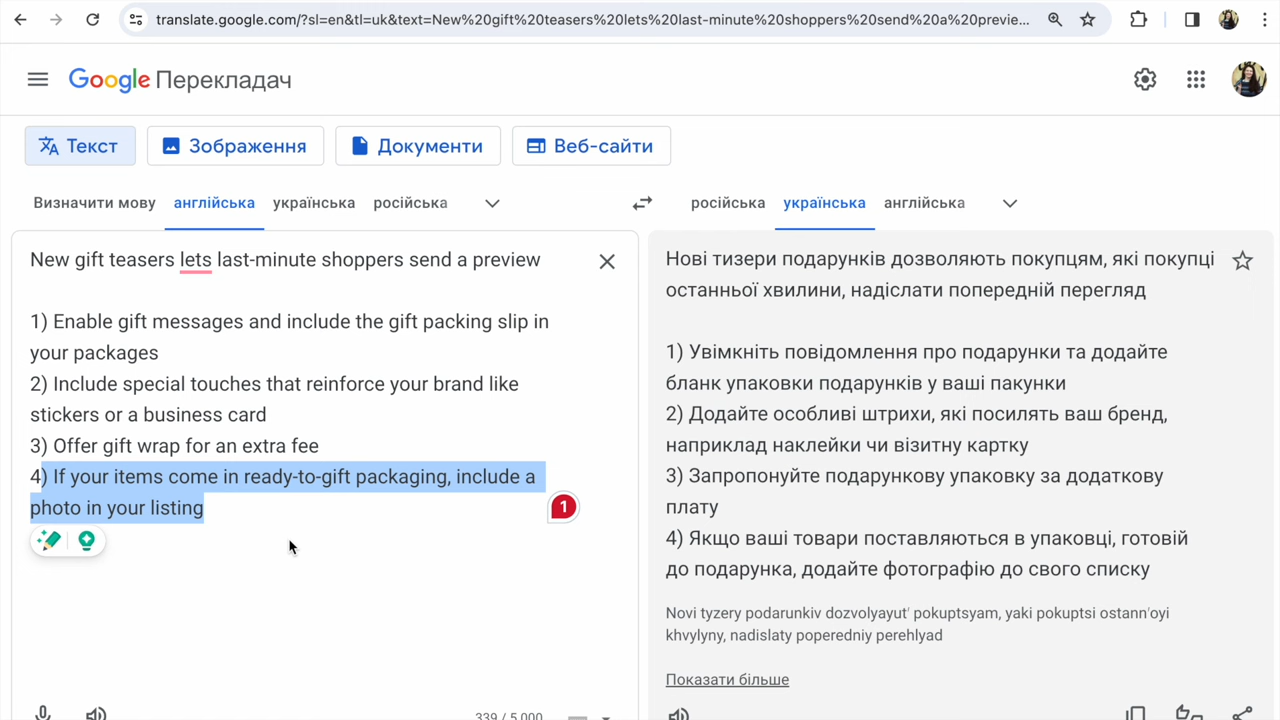 translate.google.com/?sl=en&tl=uk&text=New%20gift%20teasers%20lets%20last-minute%20shoppers%20send%20a%20previe...
Google Перекладач
Текст
Зображення
Документи
Веб-сайти
Визначити мову
англійська
українська
російська
російська
українська
англійська
New gift teasers lets last-minute shoppers send a preview
1) Enable gift messages and include the gift packing slip in
your packages
2) Include special touches that reinforce your brand like
stickers or a business card
3) Offer gift wrap for an extra fee
4) If your items come in ready-to-gift packaging, include a
photo in your listing
1
339 / 5 000
Нові тизери подарунків дозволяють покупцям, які покупці
останньої хвилини, надіслати попередній перегляд
1) Увімкніть повідомлення про подарунки та додайте
бланк упаковки подарунків у ваші пакунки
2) Додайте особливі штрихи, які посилять ваш бренд,
наприклад наклейки чи візитну картку
3) Запропонуйте подарункову упаковку за додаткову
плату
4) Якщо ваші товари поставляються в упаковці, готовій
до подарунка, додайте фотографію до свого списку
Novi tyzery podarunkiv dozvolyayutʹ pokuptsyam, yaki pokuptsi ostannʹoyi
khvylyny, nadislaty poperedniy perehlyad
Показати більше